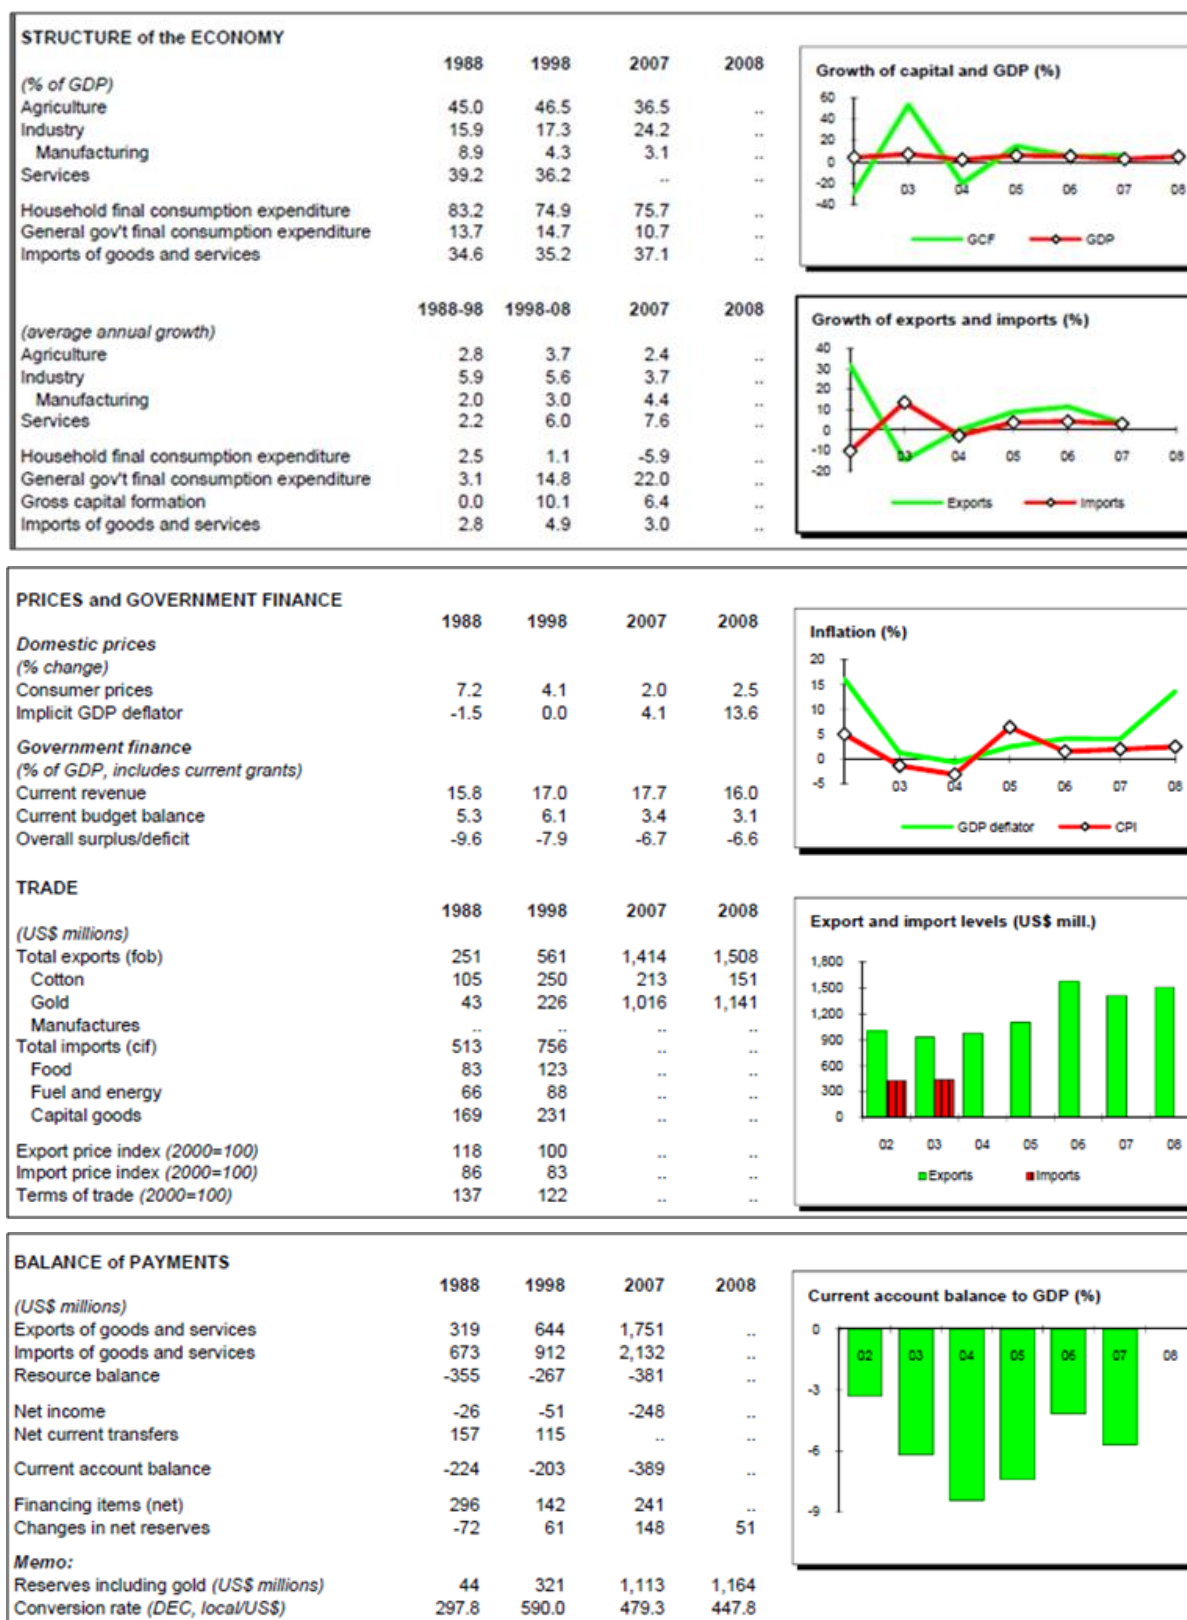 STRUCTURE of the ECONOMY
1988 1998 2007 2008
(% of GDP)
Agriculture 45.0 46.5 36.5 ..
Industry 15.9 17.3 24.2 ..
Manufacturing 8.9 4.3 3.1 ..
Services 39.2 36.2 .. ..
Household final consumption expenditure 83.2 74.9 75.7 ..
General gov't final consumption expenditure 13.7 14.7 10.7 ..
Imports of goods and services 34.6 35.2 37.1 ..
1988-98 1998-08 2007 2008
(average annual growth)
Agriculture 2.8 3.7 2.4 ..
Industry 5.9 5.6 3.7 ..
Manufacturing 2.0 3.0 4.4 ..
Services 2.2 6.0 7.6 ..
Household final consumption expenditure 2.5 1.1 -5.9 ..
General gov't final consumption expenditure 3.1 14.8 22.0 ..
Gross capital formation 0.0 10.1 6.4 ..
Imports of goods and services 2.8 4.9 3.0 ..
Growth of capital and GDP (%)
60
40
20
0
-20
-40
03 04 05 06 07 08
GCF GDP
Growth of exports and imports (%)
40
30
20
10
0
-10
-20
03 04 05 06 07 08
Exports Imports
PRICES and GOVERNMENT FINANCE
1988 1998 2007 2008
Domestic prices
(% change)
Consumer prices 7.2 4.1 2.0 2.5
Implicit GDP deflator -1.5 0.0 4.1 13.6
Government finance
(% of GDP, includes current grants)
Current revenue 15.8 17.0 17.7 16.0
Current budget balance 5.3 6.1 3.4 3.1
Overall surplus/deficit -9.6 -7.9 -6.7 -6.6
Inflation (%)
20
15
10
5
0
-5
03 04 05 06 07 08
GDP deflator CPI
TRADE
1988 1998 2007 2008
(US$ millions)
Total exports (fob) 251 561 1,414 1,508
Cotton 105 250 213 151
Gold 43 226 1,016 1,141
Manufactures .. .. .. ..
Total imports (cif) 513 756 .. ..
Food 83 123 .. ..
Fuel and energy 66 88 .. ..
Capital goods 169 231 .. ..
Export price index (2000=100) 118 100 .. ..
Import price index (2000=100) 86 83 .. ..
Terms of trade (2000=100) 137 122 .. ..
Export and import levels (US$ mill.)
1,800
1,500
1,200
900
600
300
0
02 03 04 05 06 07 08
Exports Imports
BALANCE of PAYMENTS
1988 1998 2007 2008
(US$ millions)
Exports of goods and services 319 644 1,751 ..
Imports of goods and services 673 912 2,132 ..
Resource balance -355 -267 -381 ..
Net income -26 -51 -248 ..
Net current transfers 157 115 .. ..
Current account balance -224 -203 -389 ..
Financing items (net) 296 142 241 ..
Changes in net reserves -72 61 148 51
Memo:
Reserves including gold (US$ millions) 44 321 1,113 1,164
Conversion rate (DEC, local/US$) 297.8 590.0 479.3 447.8
Current account balance to GDP (%)
0
-3
-6
-9
02 03 04 05 06 07 08